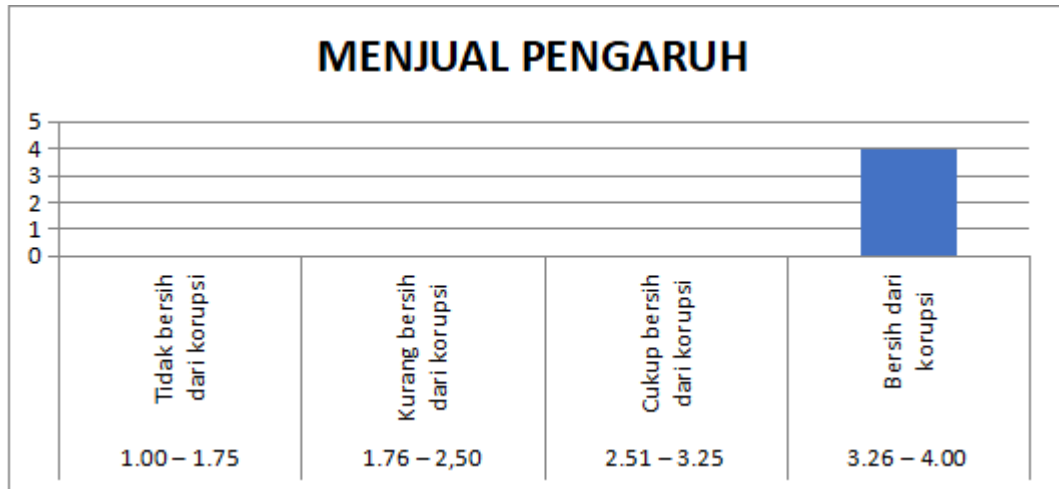 MENJUAL PENGARUH
5
4
3
2
1
0
Tidak bersih
dari korupsi
Kurang bersih
dari korupsi
Cukup bersih
dari korupsi
Bersih dari
korupsi
1.00 – 1.75
1.76 – 2,50
2.51 – 3.25
3.26 – 4.00